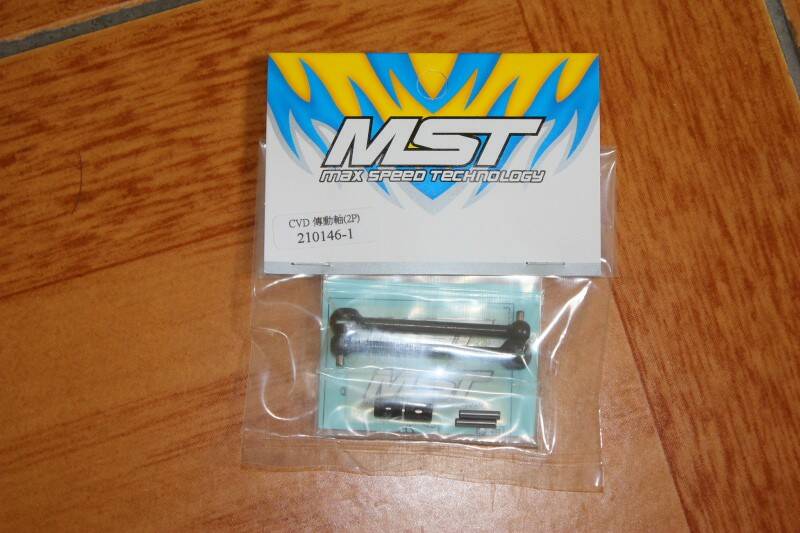 MST
MAX SPEED TECHNOLOGY
CVD 傳動軸(2P)
210146-1
MST